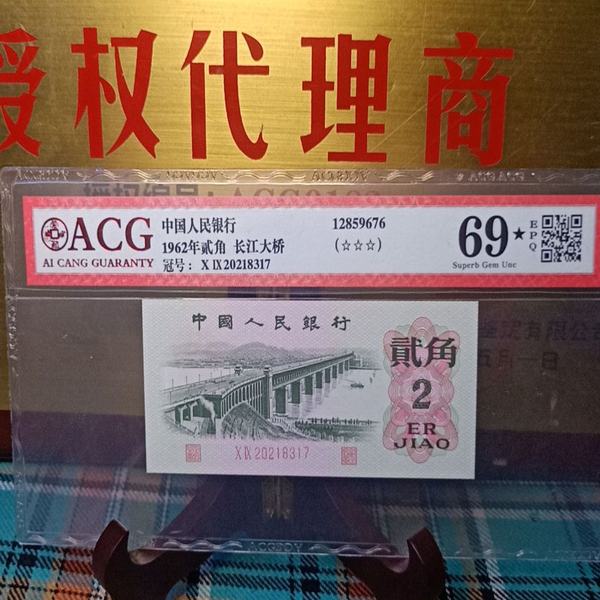 授权代理商
ACG
AI CANG GUARANTY
中国人民银行
1962年贰角 长江大桥
冠号：X Ⅸ 20218317
12859676
(☆☆☆)
69★
EPQ
Superb Gem Unc
中國人民銀行
貳角
2
ER
JIAO
X Ⅸ 20218317